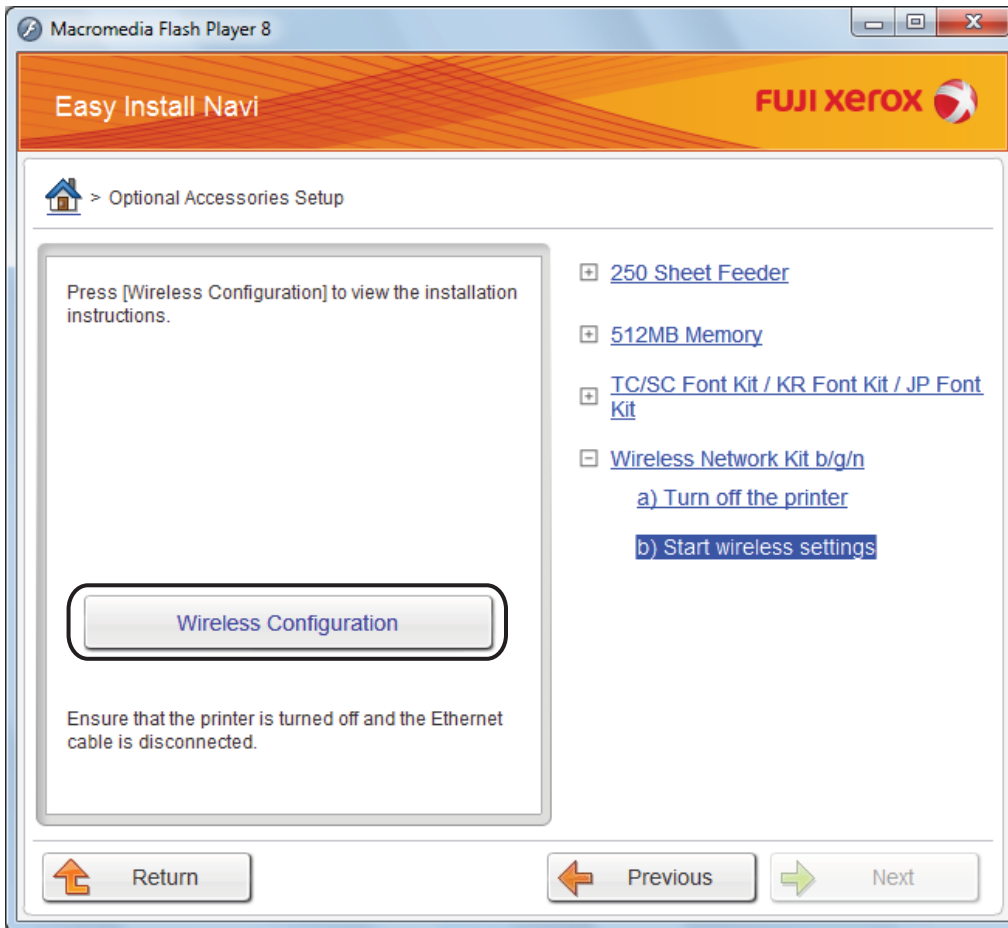 Macromedia Flash Player 8
Easy Install Navi
FUJI xerox
> Optional Accessories Setup
Press [Wireless Configuration] to view the installation
instructions.
Wireless Configuration
Ensure that the printer is turned off and the Ethernet
cable is disconnected.
250 Sheet Feeder
512MB Memory
TC/SC Font Kit / KR Font Kit / JP Font
Kit
Wireless Network Kit b/g/n
a) Turn off the printer
b) Start wireless settings
Return
Previous
Next